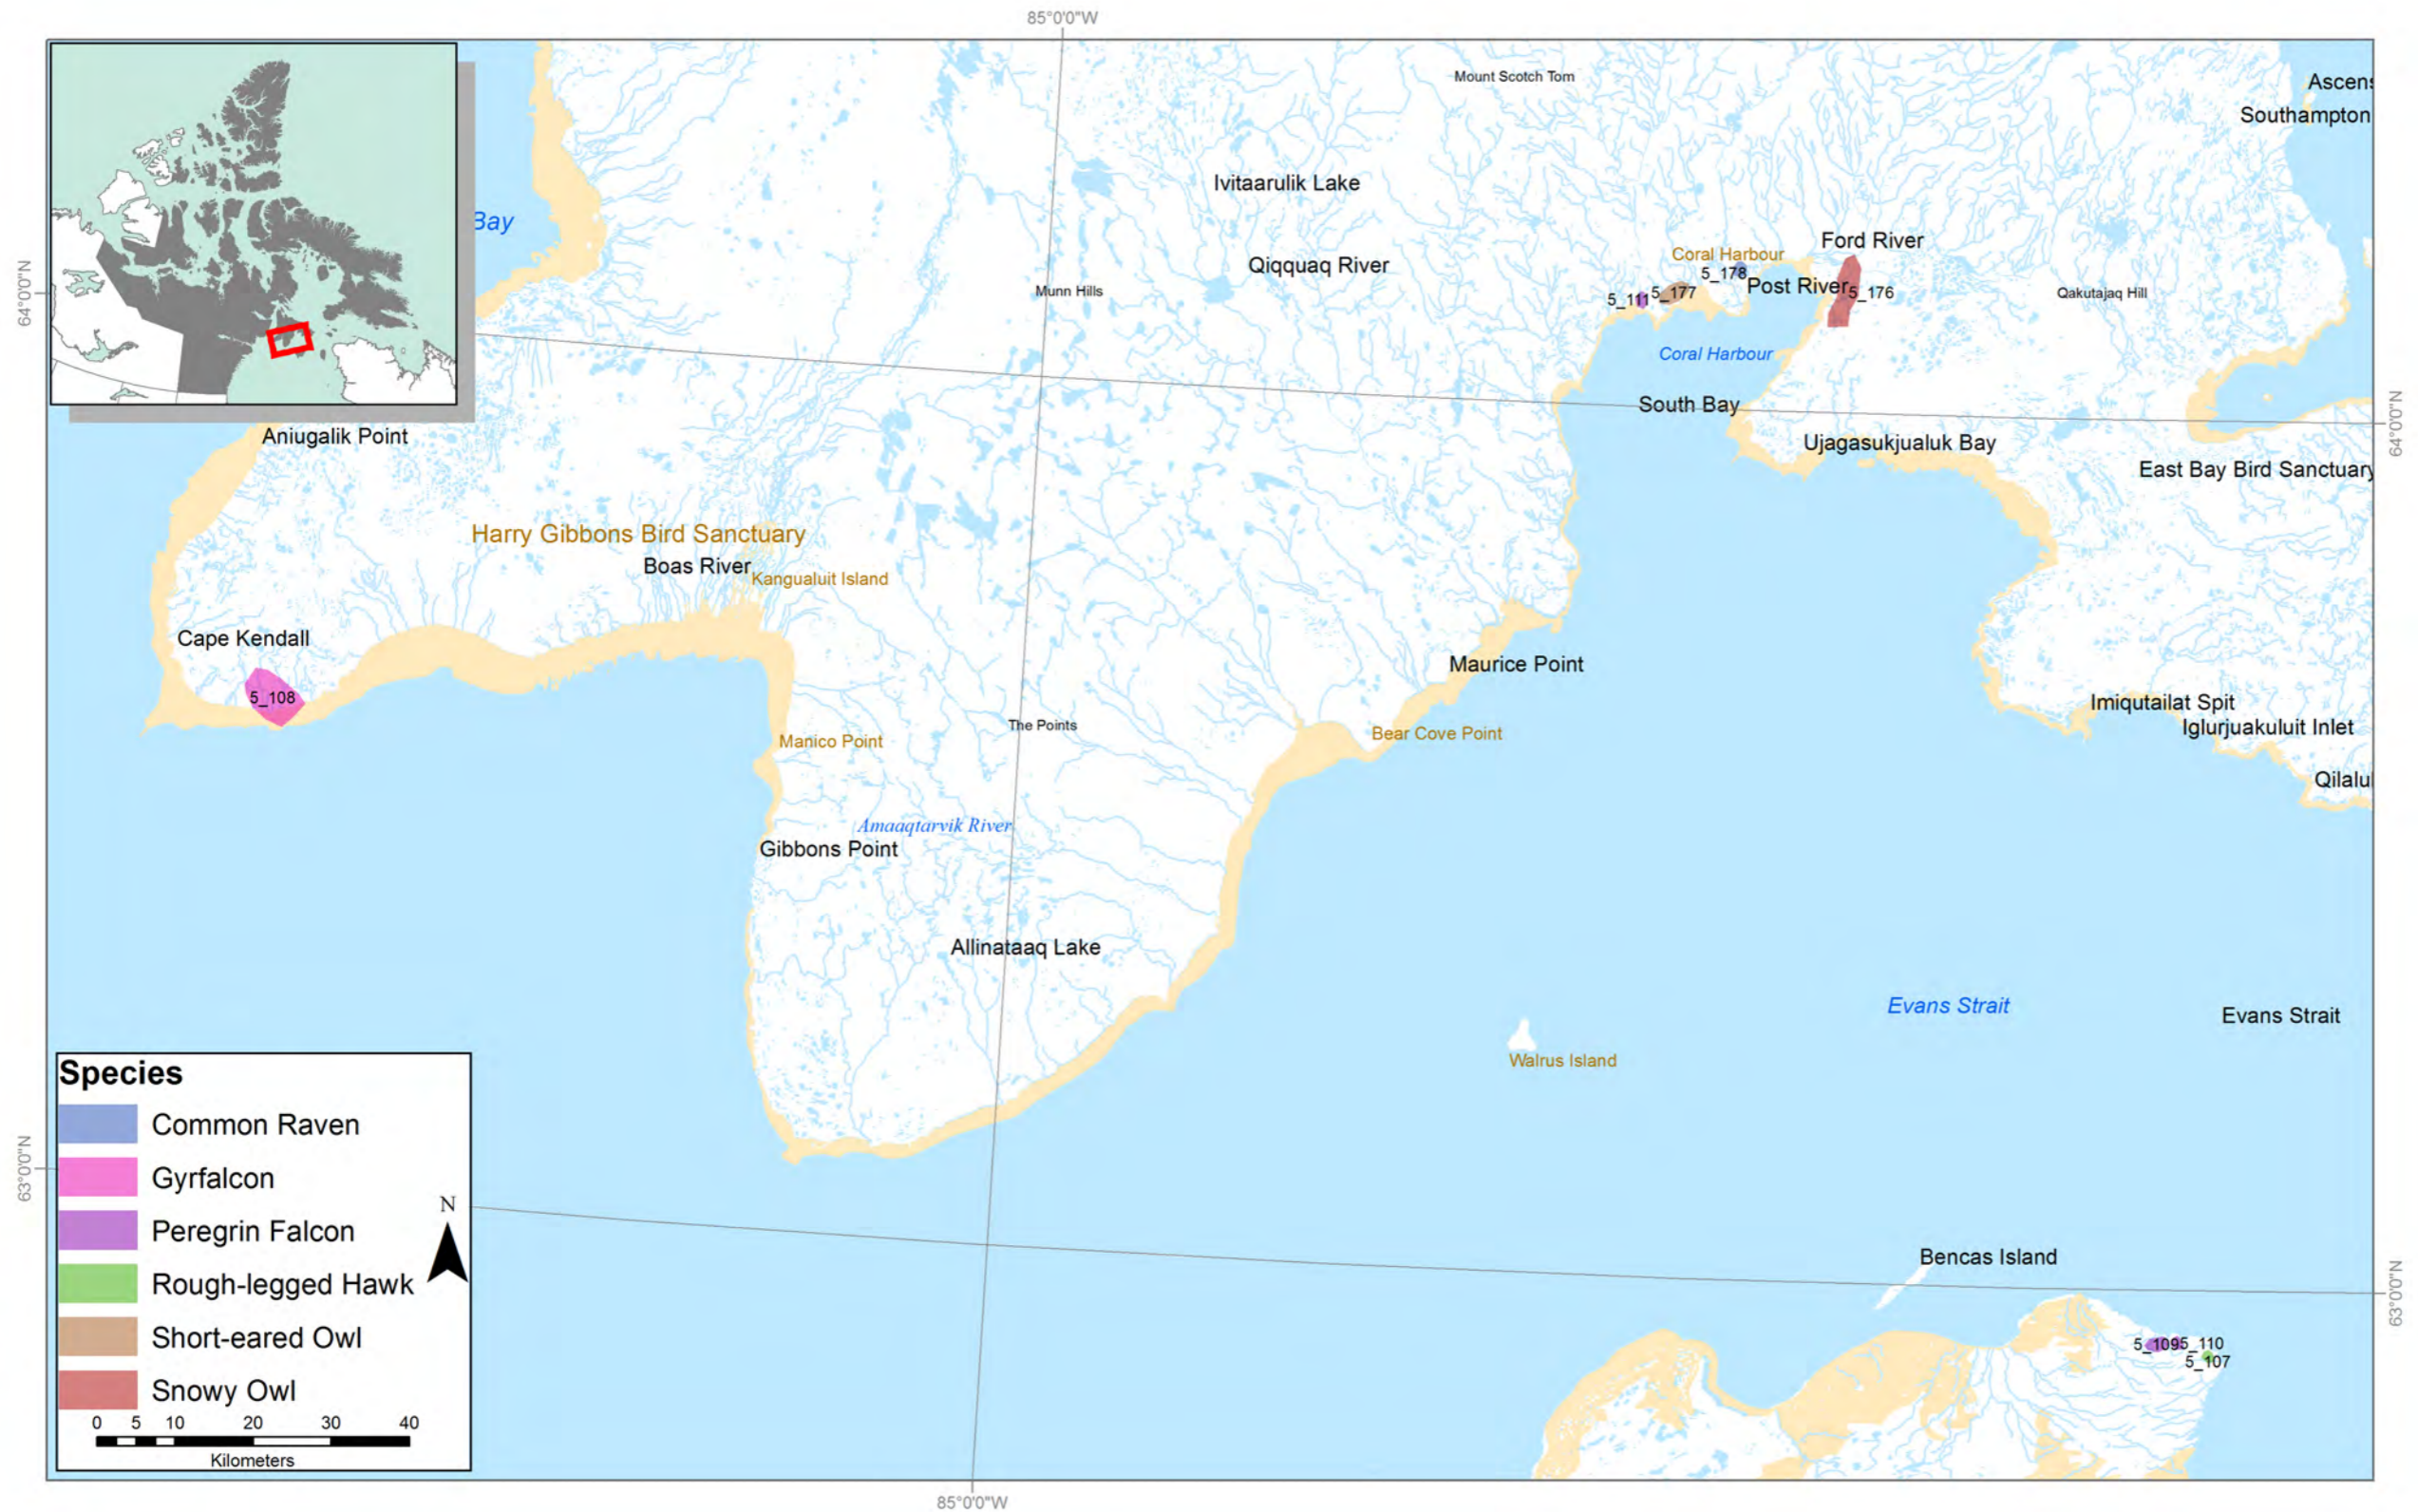 85°0'0"W
Mount Scotch Tom
Ascens
Southampton
Ivitaarulik Lake
Bay
Ford River
Coral Harbour
Qiqquaq River
5_178
Post River
64°0'0"N
Munn Hills
5_111
5_177
5_176
Qakutajaq Hill
Coral Harbour
South Bay
64°0'0"N
Aniugalik Point
Ujagasukjualuk Bay
East Bay Bird Sanctuary
Harry Gibbons Bird Sanctuary
Boas River
Kangualuit Island
Cape Kendall
Maurice Point
5_108
Imiqutailat Spit
The Points
Iglurjuakuluit Inlet
Manico Point
Bear Cove Point
Qilalu
Amaaqtarvik River
Gibbons Point
Allinataaq Lake
Evans Strait
Evans Strait
Walrus Island
Species
Common Raven
Gyrfalcon
Peregrin Falcon
Rough-legged Hawk
Short-eared Owl
Snowy Owl
N
0 5 10 20 30 40
Kilometers
63°0'0"N
Bencas Island
63°0'0"N
5_109
5_110
5_107
85°0'0"W